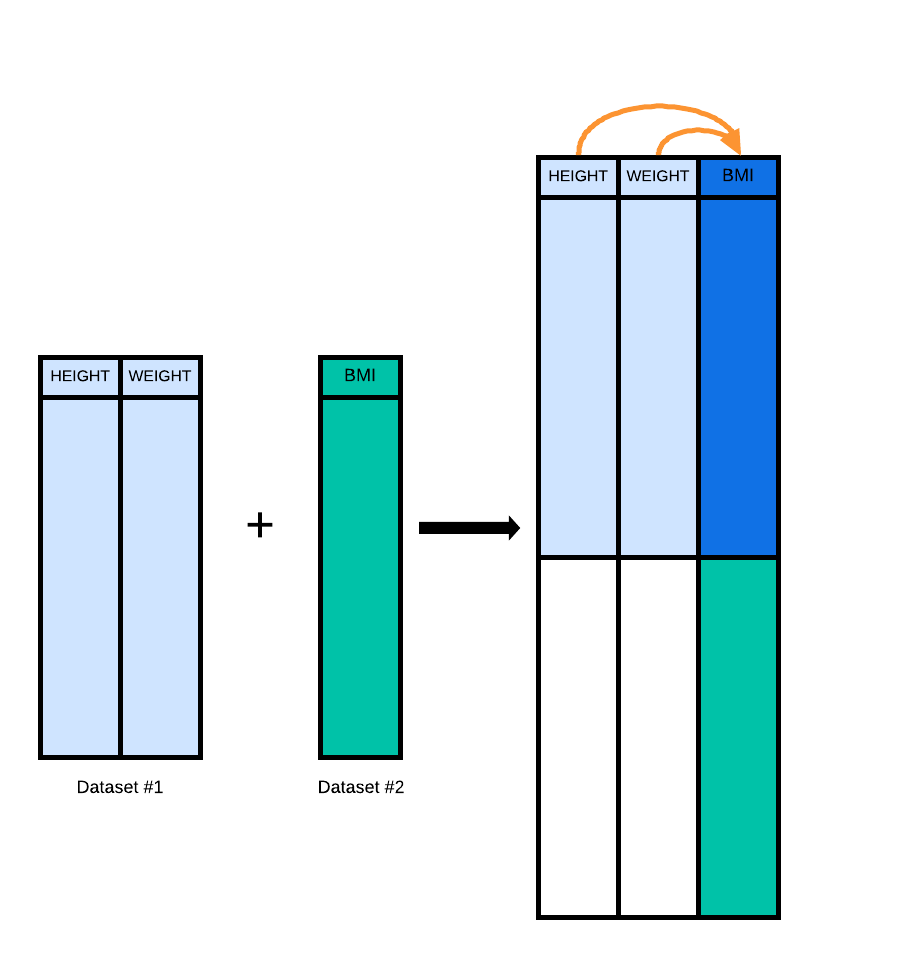 HEIGHT WEIGHT BMI
HEIGHT WEIGHT
BMI
+
Dataset #1
Dataset #2